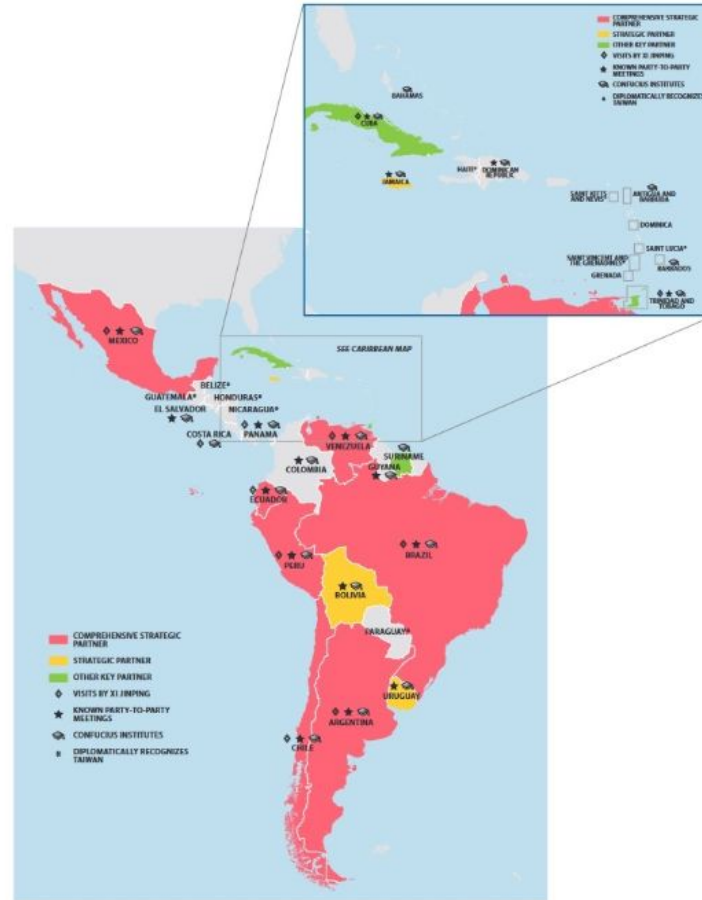 COMPREHENSIVE STRATEGIC
PARTNER
STRATEGIC PARTNER
OTHER KEY PARTNER
VISITS BY XI JINPING
KNOWN PARTY-TO-PARTY
MEETINGS
CONFUCIUS INSTITUTES
DIPLOMATICALLY RECOGNIZES
TAIWAN
BAHAMAS
CUBA
JAMAICA
HAITI*
DOMINICAN
REPUBLIC
SAINT KITTS
AND NEVIS*
ANTIGUA AND
BARBUDA
DOMINICA
SAINT LUCIA*
SAINT VINCENT AND
THE GRENADINES*
BARBADOS
GRENADA
TRINIDAD AND
TOBAGO
MEXICO
SEE CARIBBEAN MAP
BELIZE*
GUATEMALA*
HONDURAS*
EL SALVADOR
NICARAGUA*
COSTA RICA
PANAMA
VENEZUELA
SURINAME
COLOMBIA
GUYANA
ECUADOR
PERU
BRAZIL
BOLIVIA
PARAGUAY*
URUGUAY
ARGENTINA
CHILE
COMPREHENSIVE STRATEGIC
PARTNER
STRATEGIC PARTNER
OTHER KEY PARTNER
VISITS BY XI JINPING
KNOWN PARTY-TO-PARTY
MEETINGS
CONFUCIUS INSTITUTES
* DIPLOMATICALLY RECOGNIZES
TAIWAN